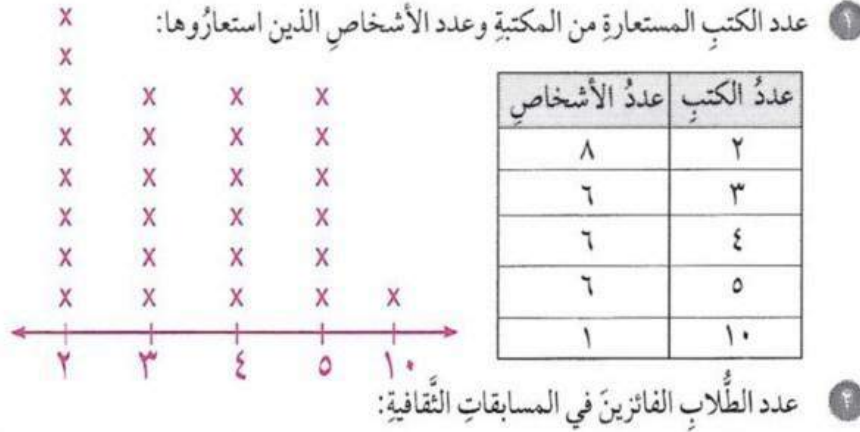 ١ عدد الكتبِ المستعارةِ من المكتبةِ وعدد الأشخاصِ الذين استعارُوها:
عددُ الكتبِ عددُ الأشخاصِ
٢ ٨
٣ ٦
٤ ٦
٥ ٦
١٠ ١
x
x
x x x x
x x x x
x x x x
x x x x
x x x x
x x x x x
٢ ٣ ٤ ٥ ١٠
٢ عدد الطُّلابِ الفائزينَ في المسابقاتِ الثَّقافيةِ: